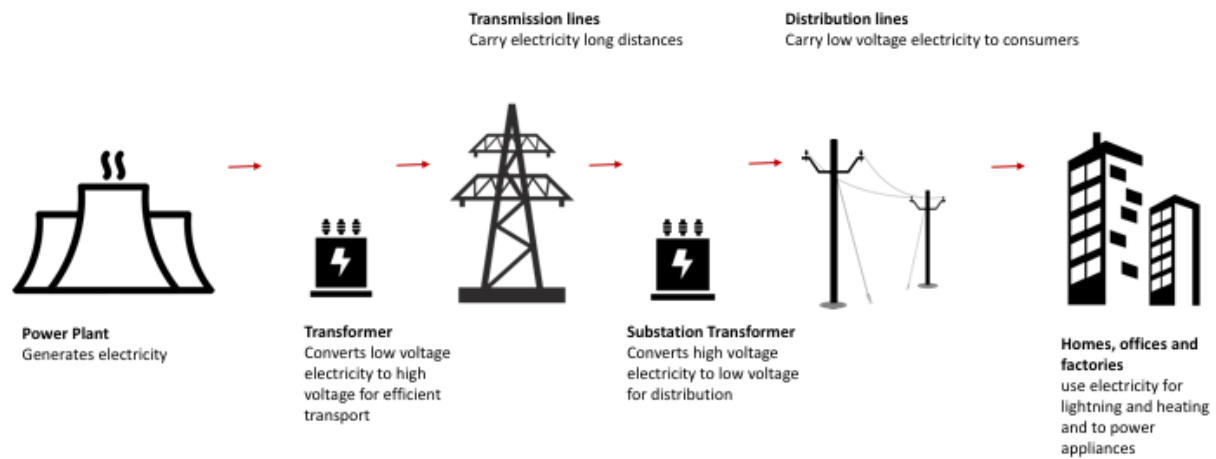 Transmission lines
Carry electricity long distances
Distribution lines
Carry low voltage electricity to consumers
Power Plant
Generates electricity
Transformer
Converts low voltage
electricity to high
voltage for efficient
transport
Substation Transformer
Converts high voltage
electricity to low voltage
for distribution
Homes, offices and
factories
use electricity for
lightning and heating
and to power
appliances